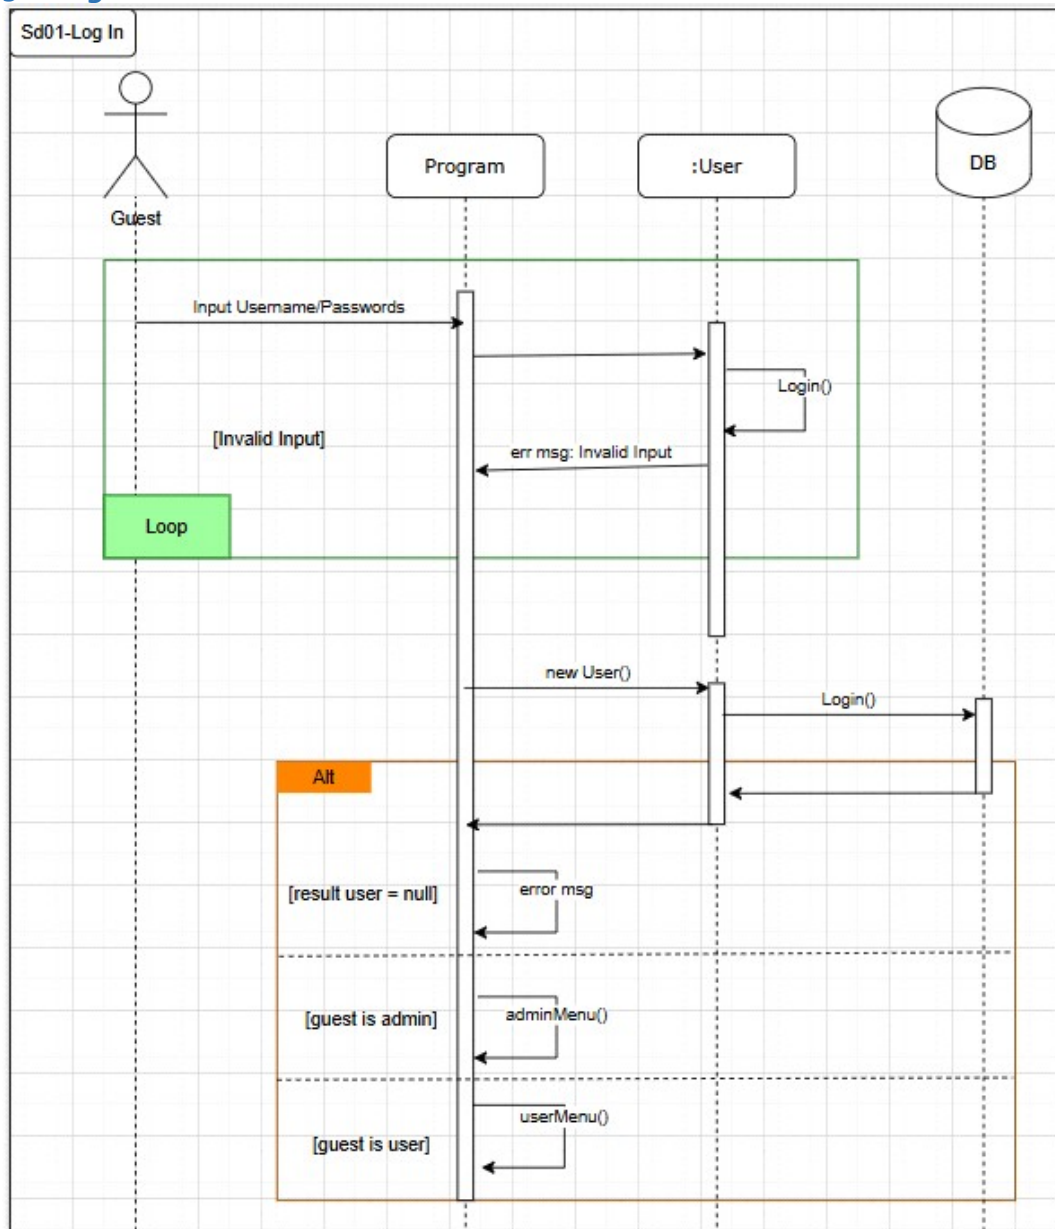 Sd01-Log In
Guest
Program
:User
DB
Input Username/Passwords
Login()
[Invalid Input]
err msg: Invalid Input
Loop
new User()
Login()
Alt
[result user = null]
error msg
[guest is admin]
adminMenu()
userMenu()
[guest is user]